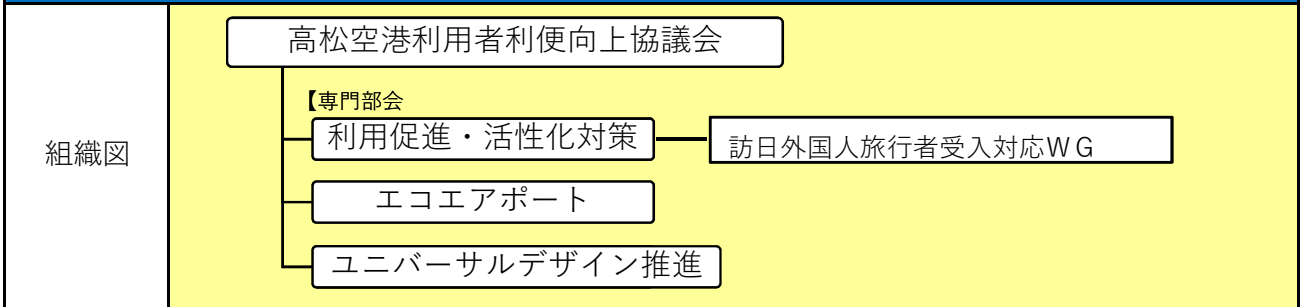 組織図
高松空港利用者利便向上協議会
【専門部会
利用促進・活性化対策
訪日外国人旅行者受入対応ＷＧ
エコエアポート
ユニバーサルデザイン推進